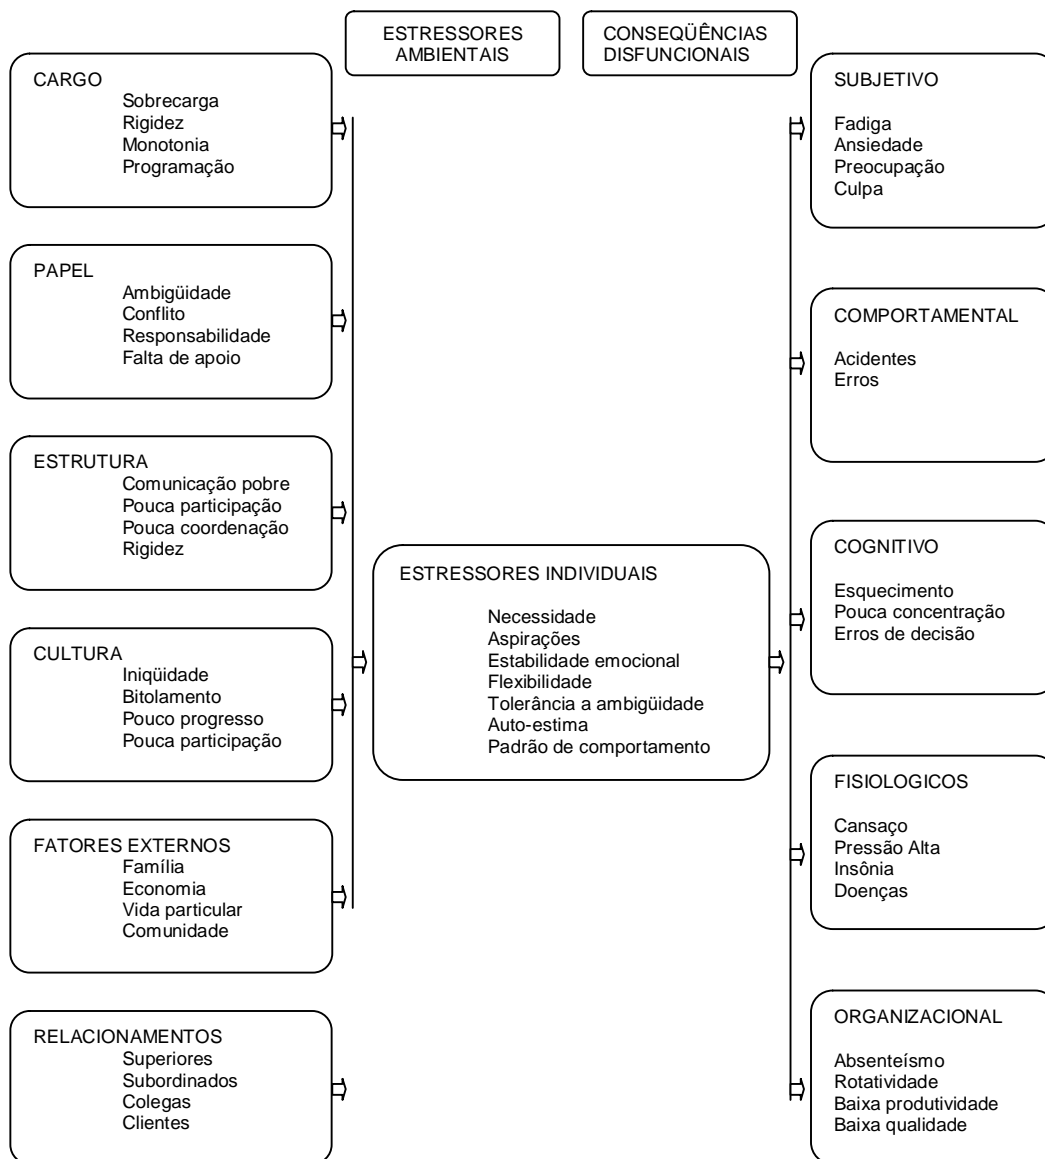 ESTRESSORES
AMBIENTAIS
CONSEQÜÊNCIAS
DISFUNCIONAIS
CARGO
Sobrecarga
Rigidez
Monotonia
Programação
PAPEL
Ambigüidade
Conflito
Responsabilidade
Falta de apoio
ESTRUTURA
Comunicação pobre
Pouca participação
Pouca coordenação
Rigidez
CULTURA
Iniqüidade
Bitolamento
Pouco progresso
Pouca participação
FATORES EXTERNOS
Família
Economia
Vida particular
Comunidade
RELACIONAMENTOS
Superiores
Subordinados
Colegas
Clientes
ESTRESSORES INDIVIDUAIS
Necessidade
Aspirações
Estabilidade emocional
Flexibilidade
Tolerância a ambigüidade
Auto-estima
Padrão de comportamento
SUBJETIVO
Fadiga
Ansiedade
Preocupação
Culpa
COMPORTAMENTAL
Acidentes
Erros
COGNITIVO
Esquecimento
Pouca concentração
Erros de decisão
FISIOLOGICOS
Cansaço
Pressão Alta
Insônia
Doenças
ORGANIZACIONAL
Absenteísmo
Rotatividade
Baixa produtividade
Baixa qualidade